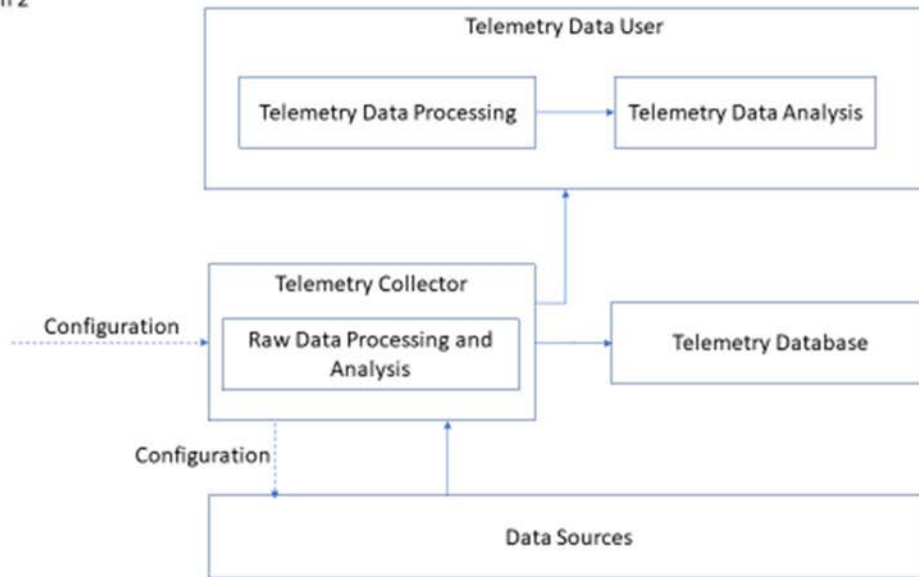 Telemetry Data User
Telemetry Data Processing
Telemetry Data Analysis
Telemetry Collector
Configuration
Raw Data Processing and
Analysis
Telemetry Database
Configuration
Data Sources